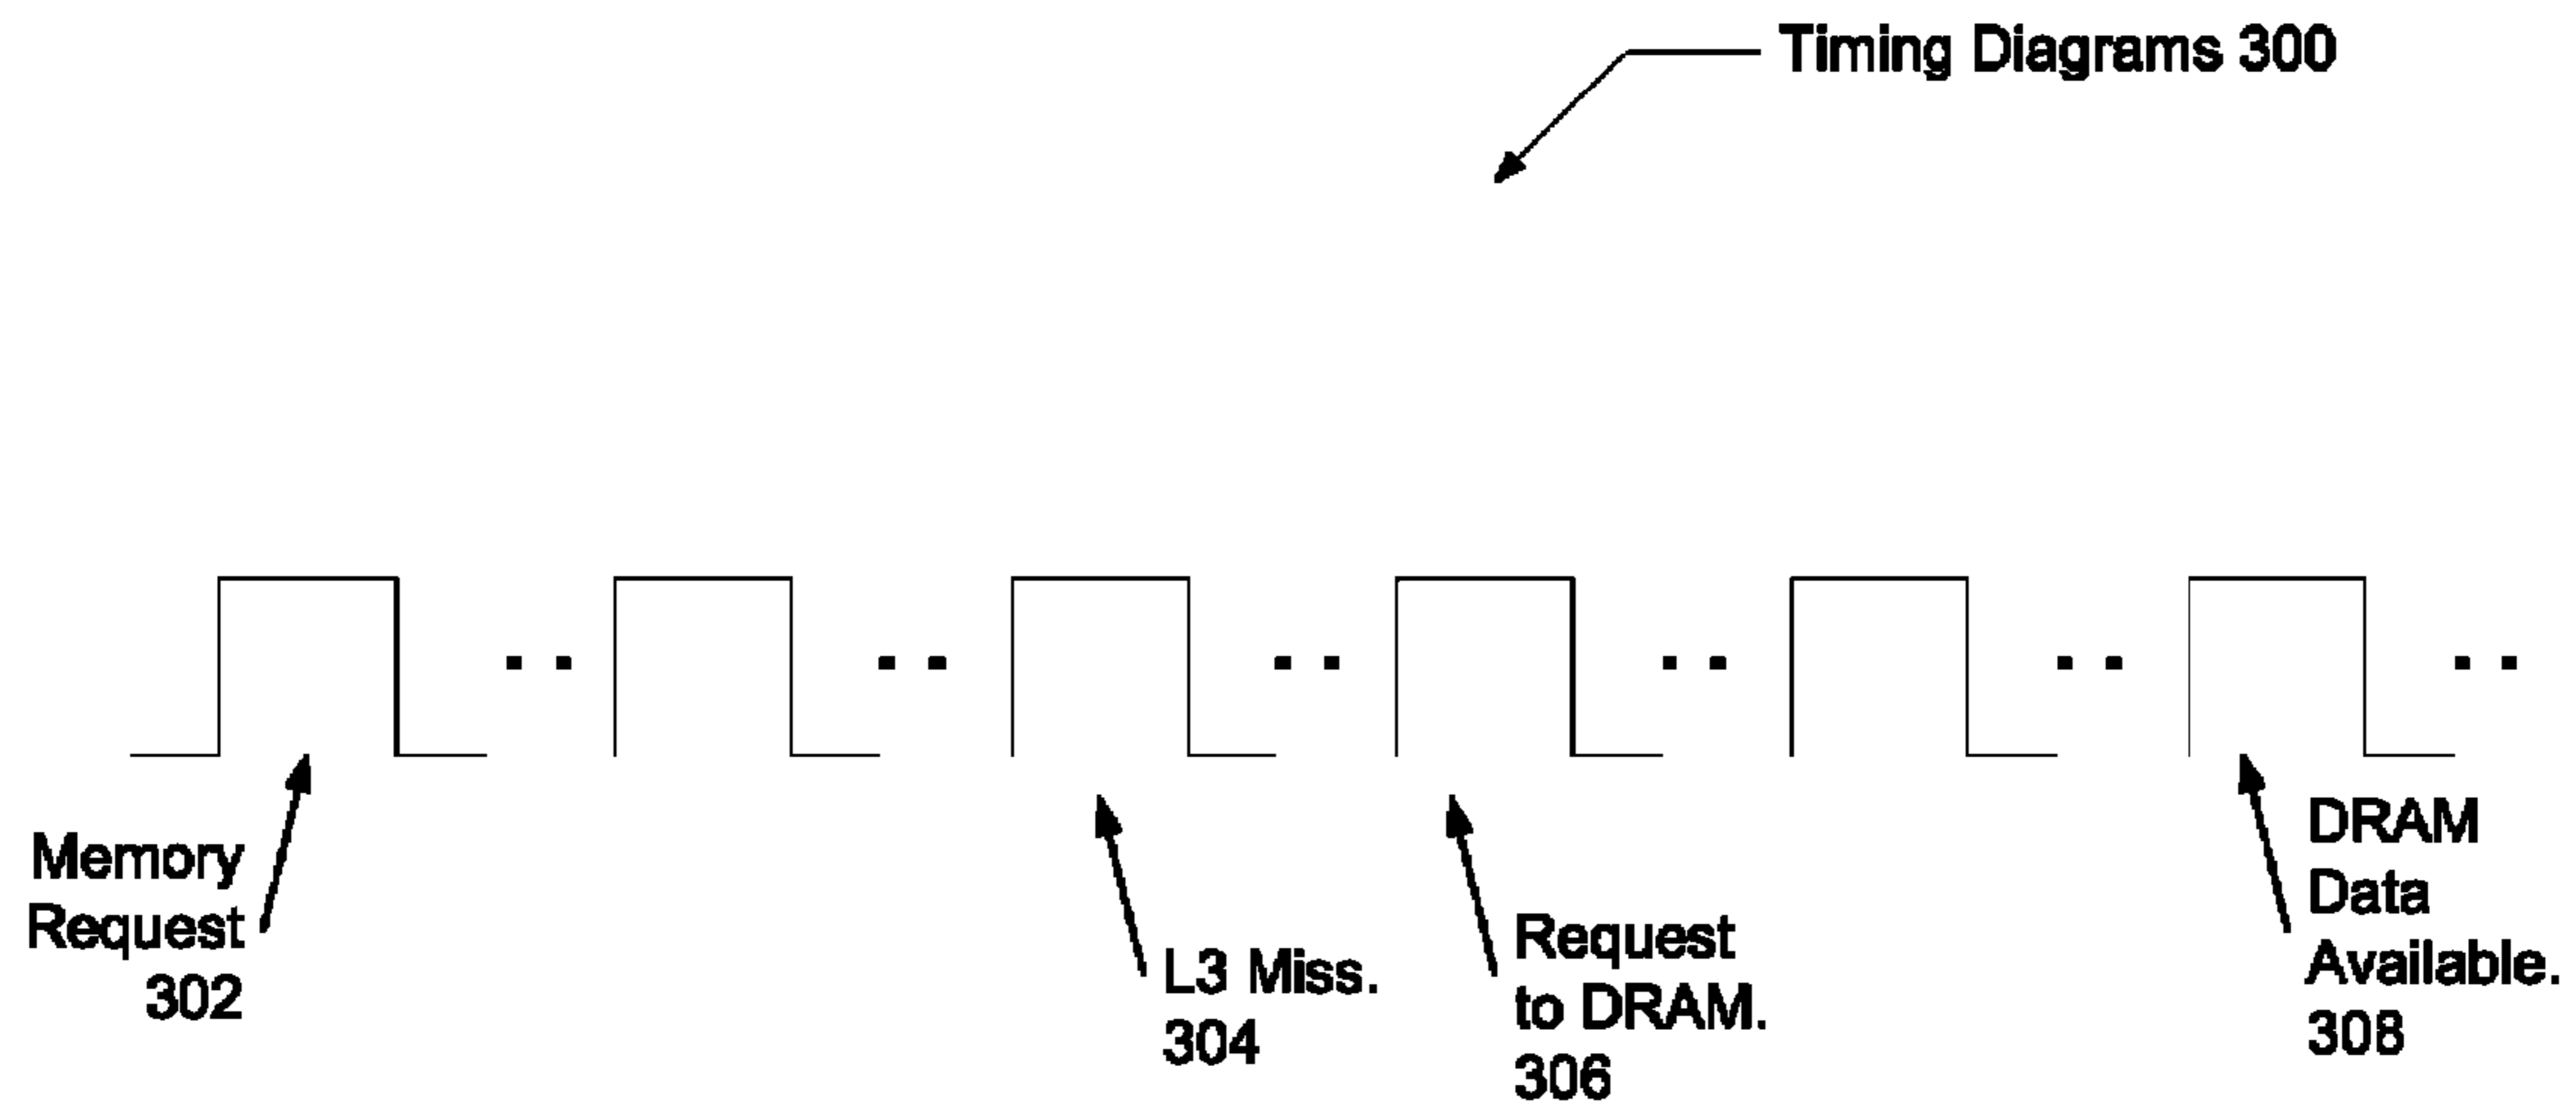 Timing Diagrams 300
Memory
Request
302
L3 Miss.
304
Request
to DRAM.
306
DRAM
Data
Available.
308